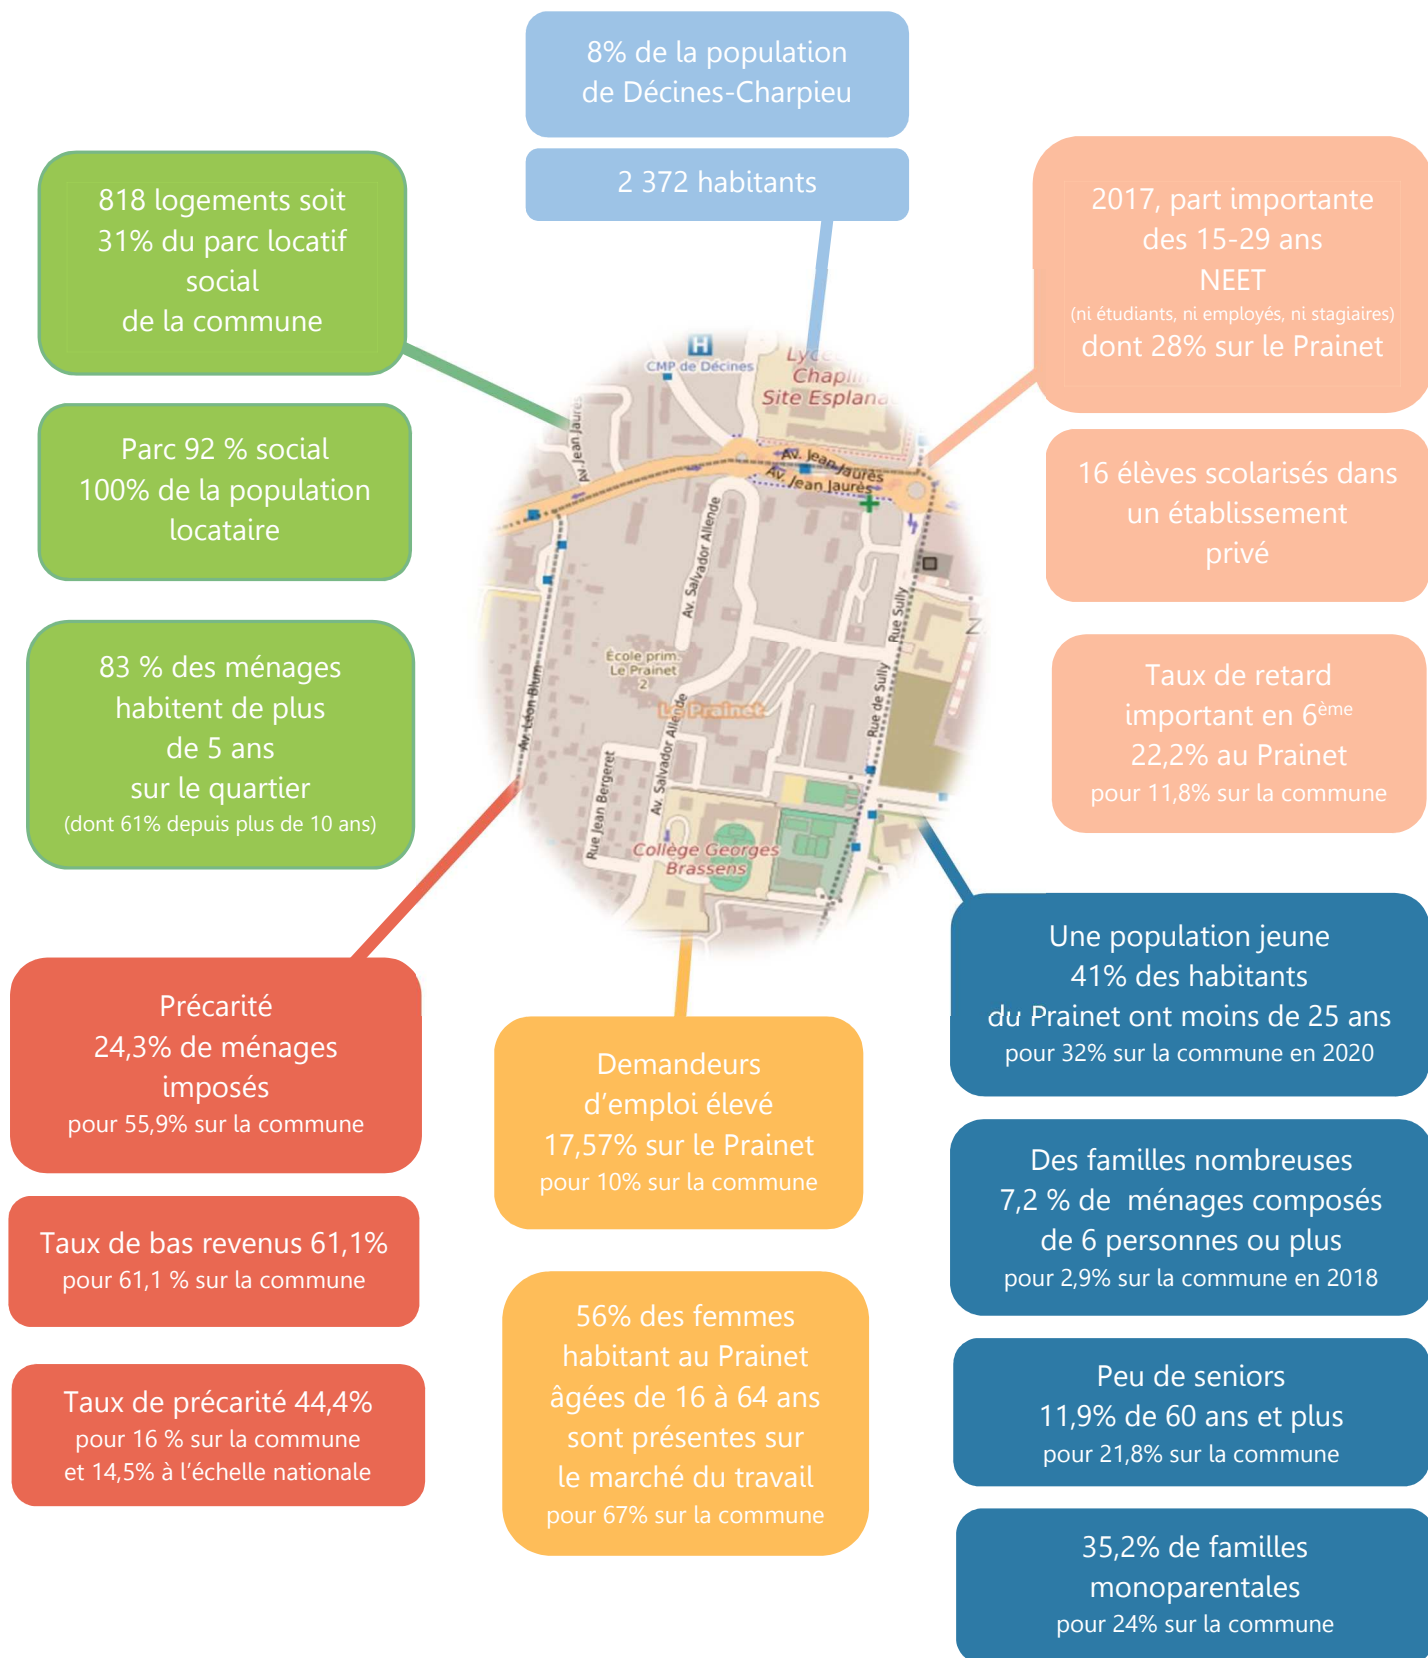 8% de la population
de Décines-Charpieu
2 372 habitants
818 logements soit
31% du parc locatif
social
de la commune
Parc 92 % social
100% de la population
locataire
83 % des ménages
habitent de plus
de 5 ans
sur le quartier
(dont 61% depuis plus de 10 ans)
2017, part importante
des 15-29 ans
NEET
(ni étudiants, ni employés, ni stagiaires)
dont 28% sur le Prainet
16 élèves scolarisés dans
un établissement
privé
Taux de retard
important en 6ème
22,2% au Prainet
pour 11,8% sur la commune
H
CMP de Décines
Lycée
Chaplin
Site Esplana
Av. Jean Jaurès
Av. Jean Jaurès
Av. Jean Jaurès
Av. Salvador Allende
Rue Sully
École prim.
Le Prainet
2
Le Prainet
Av. Léon Blum
Av. Salvador Allende
Rue de Sully
Rue Jean Bergeret
Collège Georges
Brassens
Précarité
24,3% de ménages
imposés
pour 55,9% sur la commune
Taux de bas revenus 61,1%
pour 61,1 % sur la commune
Taux de précarité 44,4%
pour 16 % sur la commune
et 14,5% à l'échelle nationale
Demandeurs
d'emploi élevé
17,57% sur le Prainet
pour 10% sur la commune
56% des femmes
habitant au Prainet
âgées de 16 à 64 ans
sont présentes sur
le marché du travail
pour 67% sur la commune
Une population jeune
41% des habitants
du Prainet ont moins de 25 ans
pour 32% sur la commune en 2020
Des familles nombreuses
7,2 % de ménages composés
de 6 personnes ou plus
pour 2,9% sur la commune en 2018
Peu de seniors
11,9% de 60 ans et plus
pour 21,8% sur la commune
35,2% de familles
monoparentales
pour 24% sur la commune